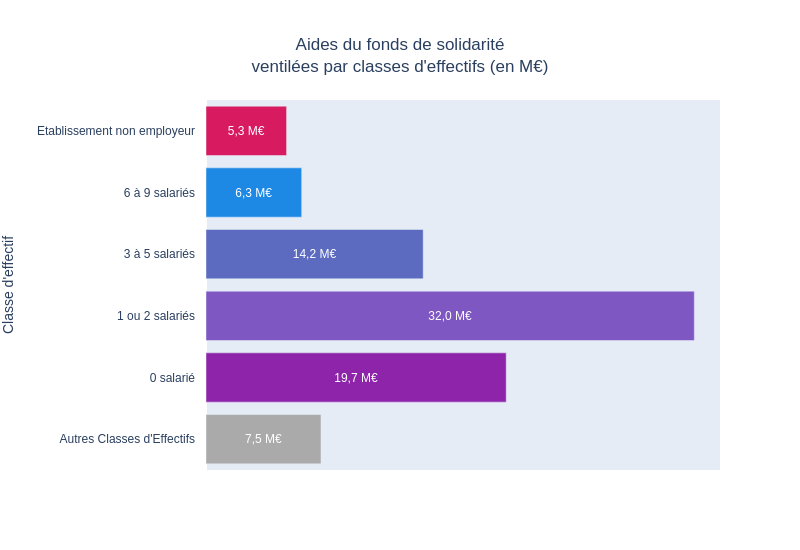 Aides du fonds de solidarité
ventilées par classes d'effectifs (en M€)
Classe d'effectif
Etablissement non employeur
5,3 M€
6 à 9 salariés
6,3 M€
3 à 5 salariés
14,2 M€
1 ou 2 salariés
32,0 M€
0 salarié
19,7 M€
Autres Classes d'Effectifs
7,5 M€